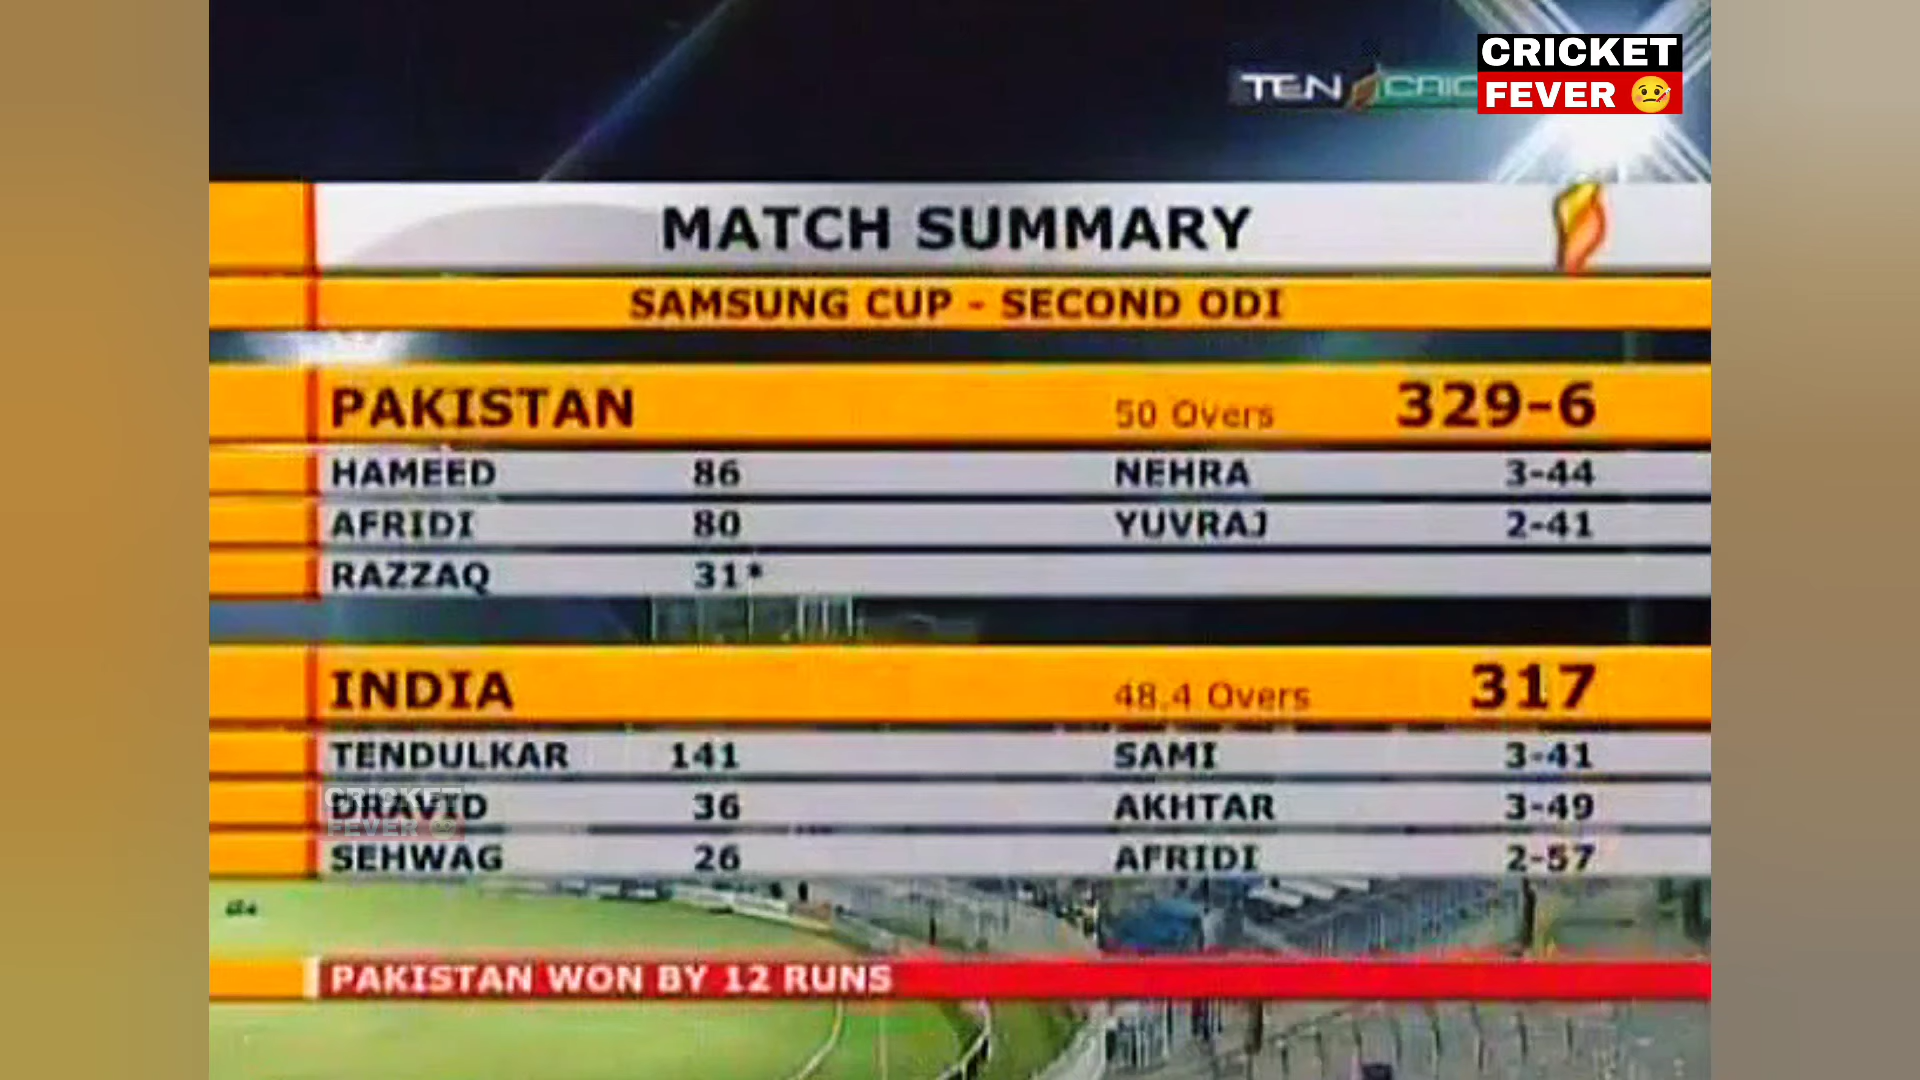 TEN CRIC
CRICKET
FEVER
MATCH SUMMARY
SAMSUNG CUP - SECOND ODI
PAKISTAN 50 Overs 329-6
HAMEED 86 NEHRA 3-44
AFRIDI 80 YUVRAJ 2-41
RAZZAQ 31*
INDIA 48.4 Overs 317
TENDULKAR 141 SAMI 3-41
DRAVID 36 AKHTAR 3-49
CRICKET
FEVER
SEHWAG 26 AFRIDI 2-57
PAKISTAN WON BY 12 RUNS